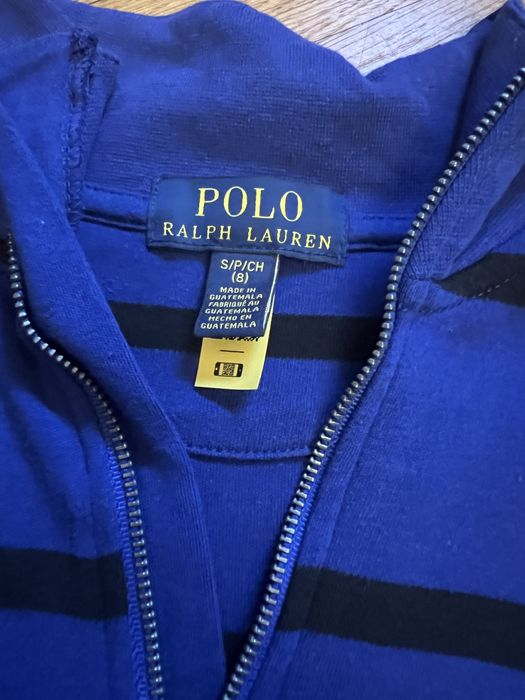 POLO
RALPH LAUREN
S/P/CH
(8)
MADE IN
GUATEMALA
FABRIQUÉ AU
GUATEMALA
HECHO EN
GUATEMALA